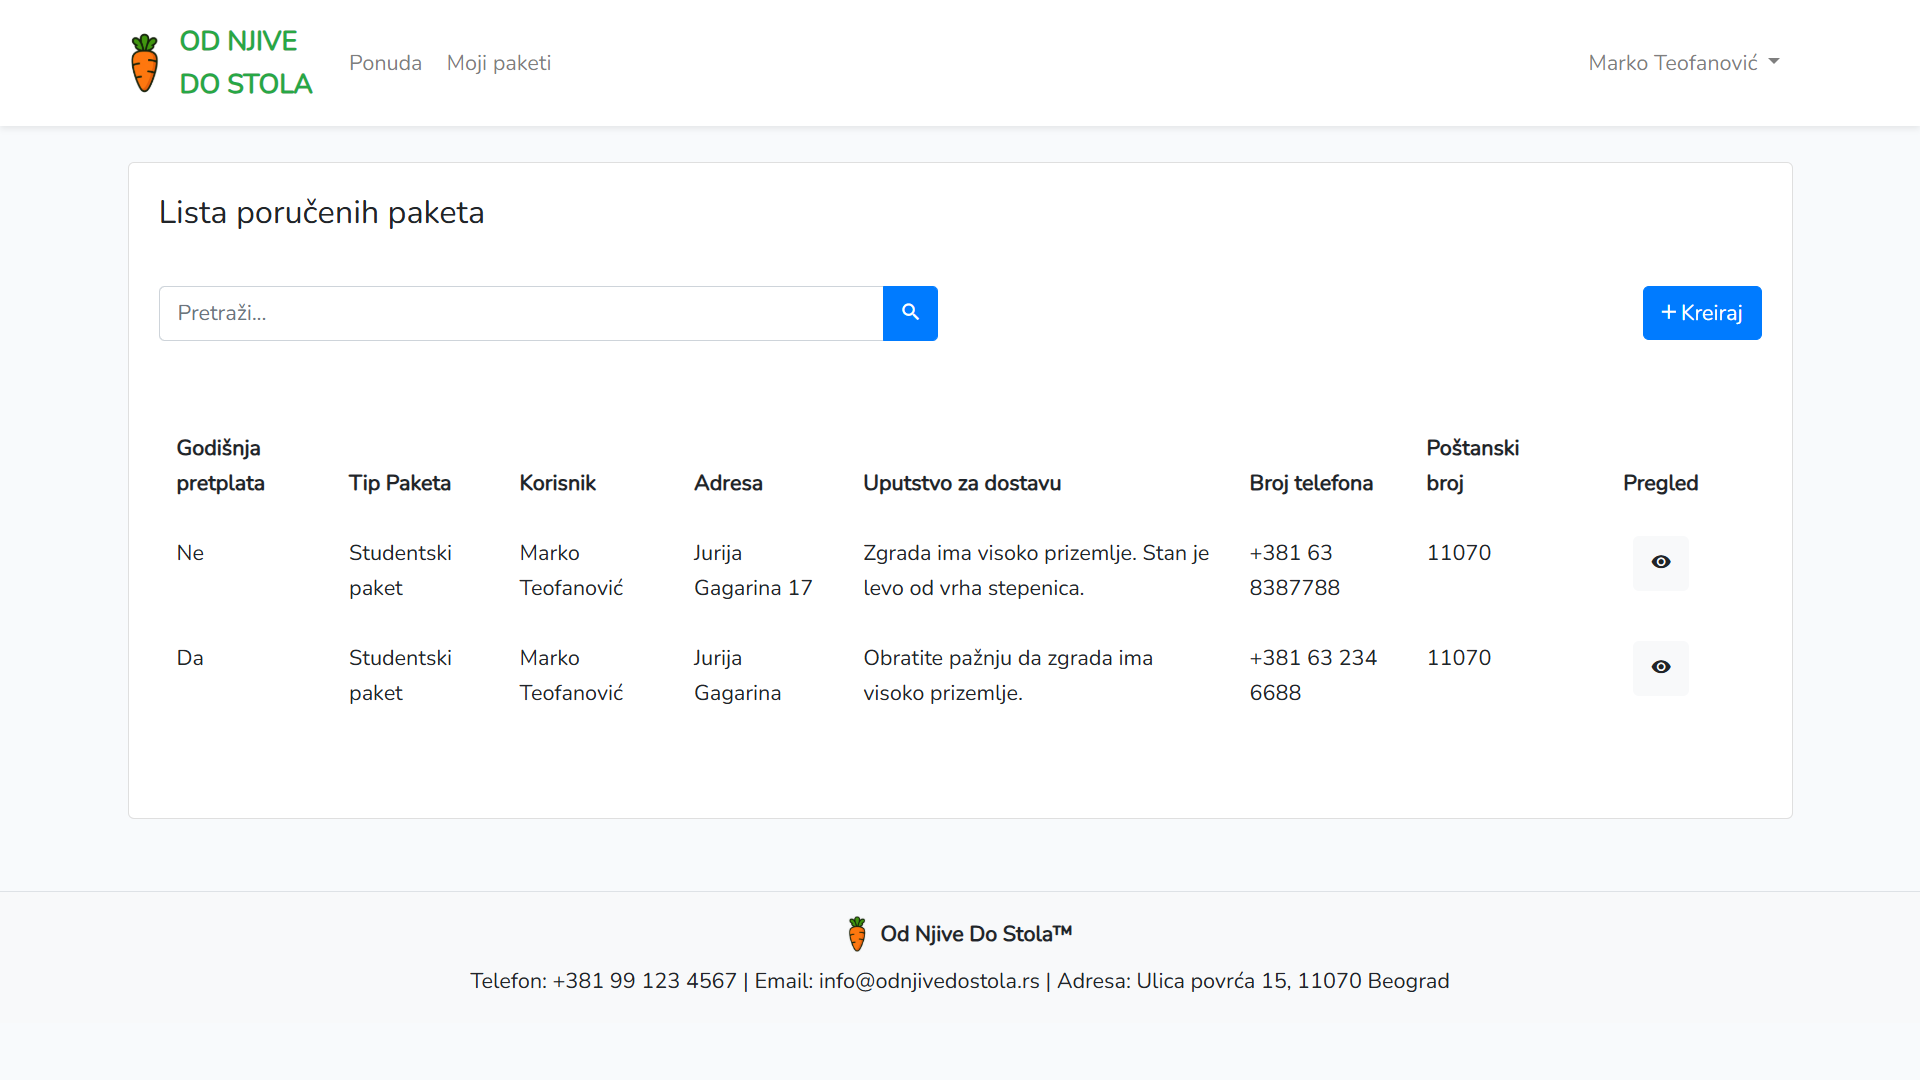 OD NJIVE
DO STOLA
Ponuda
Moji paketi
Marko Teofanović
Lista poručenih paketa
Pretraži...
+ Kreiraj
Godišnja
pretplata
Tip Paketa
Korisnik
Adresa
Uputstvo za dostavu
Broj telefona
Poštanski
broj
Pregled
Ne
Studentski
paket
Marko
Teofanović
Jurija
Gagarina 17
Zgrada ima visoko prizemlje. Stan je
levo od vrha stepenica.
+381 63
8387788
11070
Da
Studentski
paket
Marko
Teofanović
Jurija
Gagarina
Obratite pažnju da zgrada ima
visoko prizemlje.
+381 63 234
6688
11070
Od Njive Do Stola™
Telefon: +381 99 123 4567 | Email: info@odnjivedostola.rs | Adresa: Ulica povrća 15, 11070 Beograd